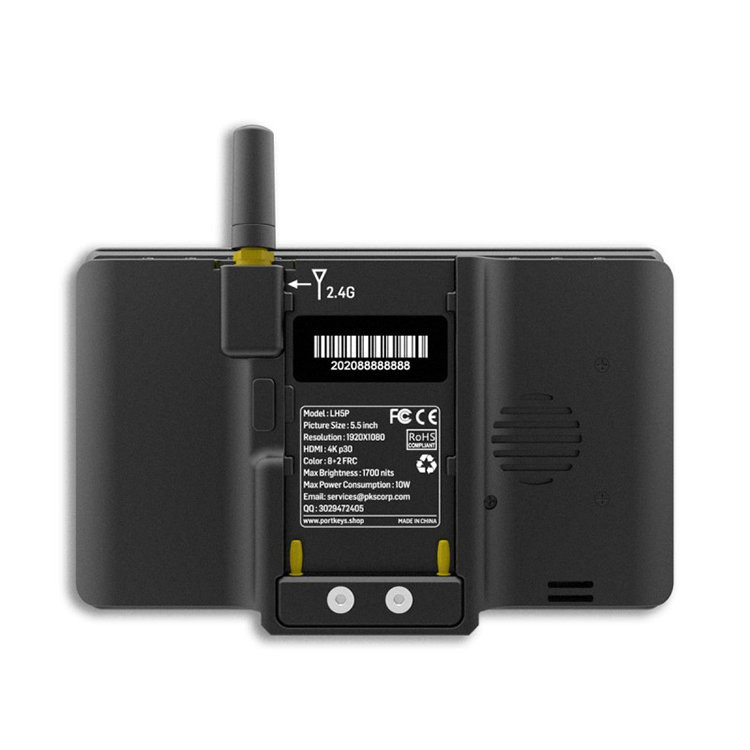 2.4G
202088888888
Model : LH5P
Picture Size : 5.5 inch
Resolution : 1920X1080
HDMI : 4K p30
Color : 8+2 FRC
Max Brightness : 1700 nits
Max Power Consumption : 10W
Email: services@pkscorp.com
QQ : 3029472405
www.portkeys.shop
FC CE
RoHS
COMPLIANT
MADE IN CHINA